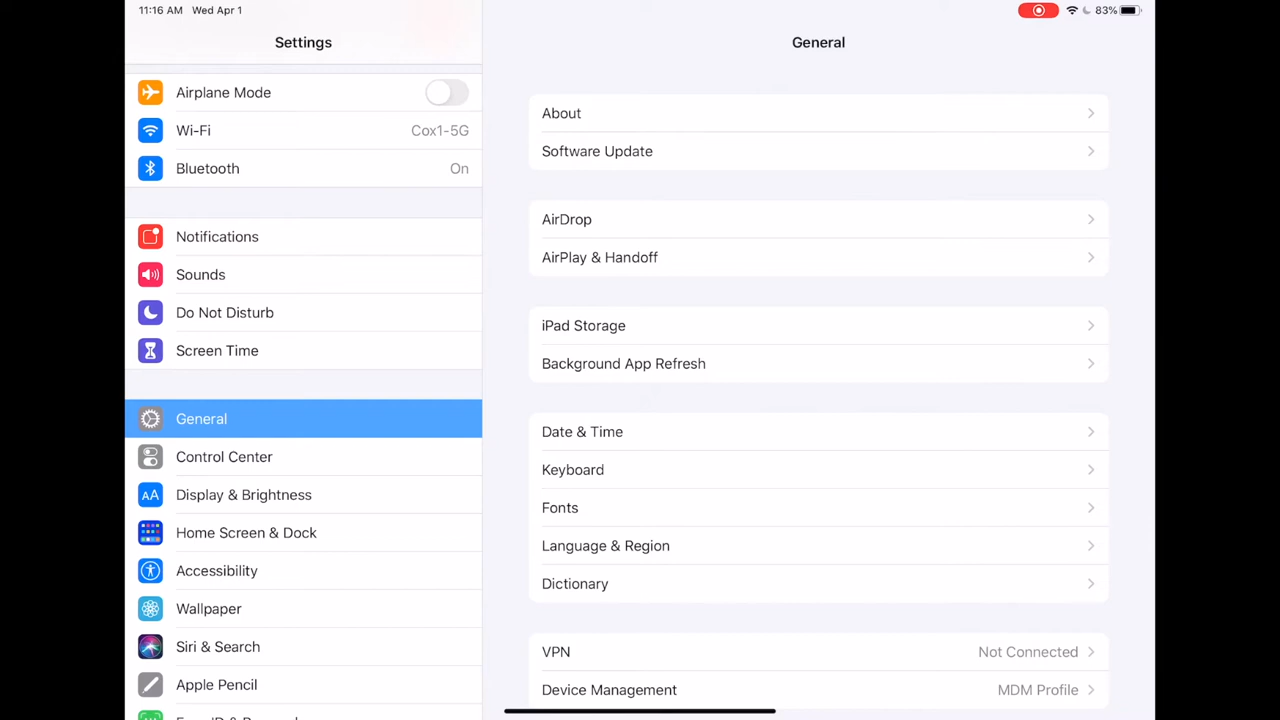 11:16 AM Wed Apr 1
83%
Settings
Airplane Mode
Wi-Fi Cox1-5G
Bluetooth On
Notifications
Sounds
Do Not Disturb
Screen Time
General
Control Center
AA Display & Brightness
Home Screen & Dock
Accessibility
Wallpaper
Siri & Search
Apple Pencil
General
About
Software Update
AirDrop
AirPlay & Handoff
iPad Storage
Background App Refresh
Date & Time
Keyboard
Fonts
Language & Region
Dictionary
VPN Not Connected
Device Management MDM Profile